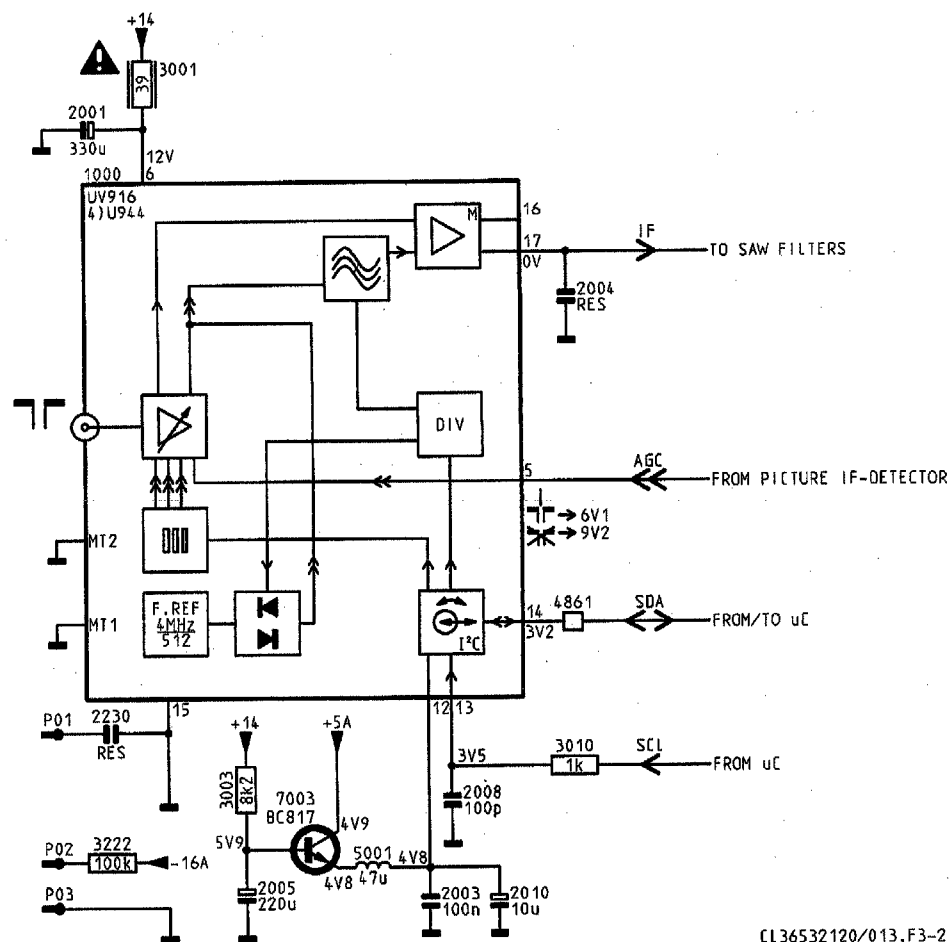 +14
3001
39
2001
330u
12V
1000
6
UV916
4)U944
M
16
17
0V
IF
TO SAW FILTERS
2004
RES
DIV
5
AGC
FROM PICTURE IF-DETECTOR
6V1
9V2
MT2
F.REF
4MHz
512
MT1
I²C
14
3V2
4861
SDA
FROM/TO uC
15
12
13
P01
2230
RES
+14
+5A
3V5
3010
1k
SCL
FROM uC
3003
8k2
7003
BC817
2008
100p
4V9
5V9
P02
3222
100k
-16A
5001
47u
4V8
4V8
2005
220u
2003
100n
2010
10u
P03
CL36532120/013.F3-2